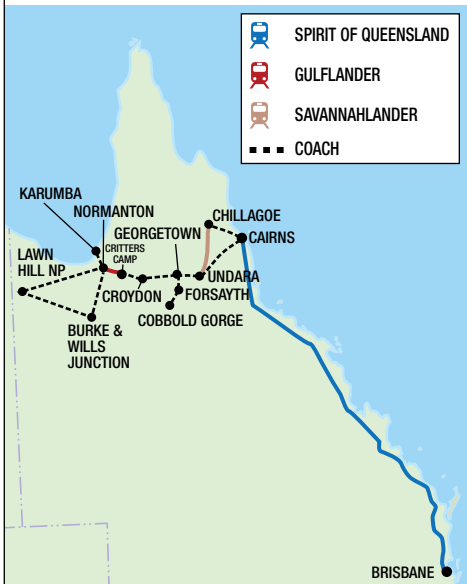 SPIRIT OF QUEENSLAND
GULFLANDER
SAVANNAHLANDER
COACH
KARUMBA
NORMANTON
CHILLAGOE
GEORGETOWN
CRITTERS
CAMP
CAIRNS
LAWN
HILL NP
UNDARA
CROYDON
FORSAYTH
COBBOLD GORGE
BURKE &
WILLS
JUNCTION
BRISBANE